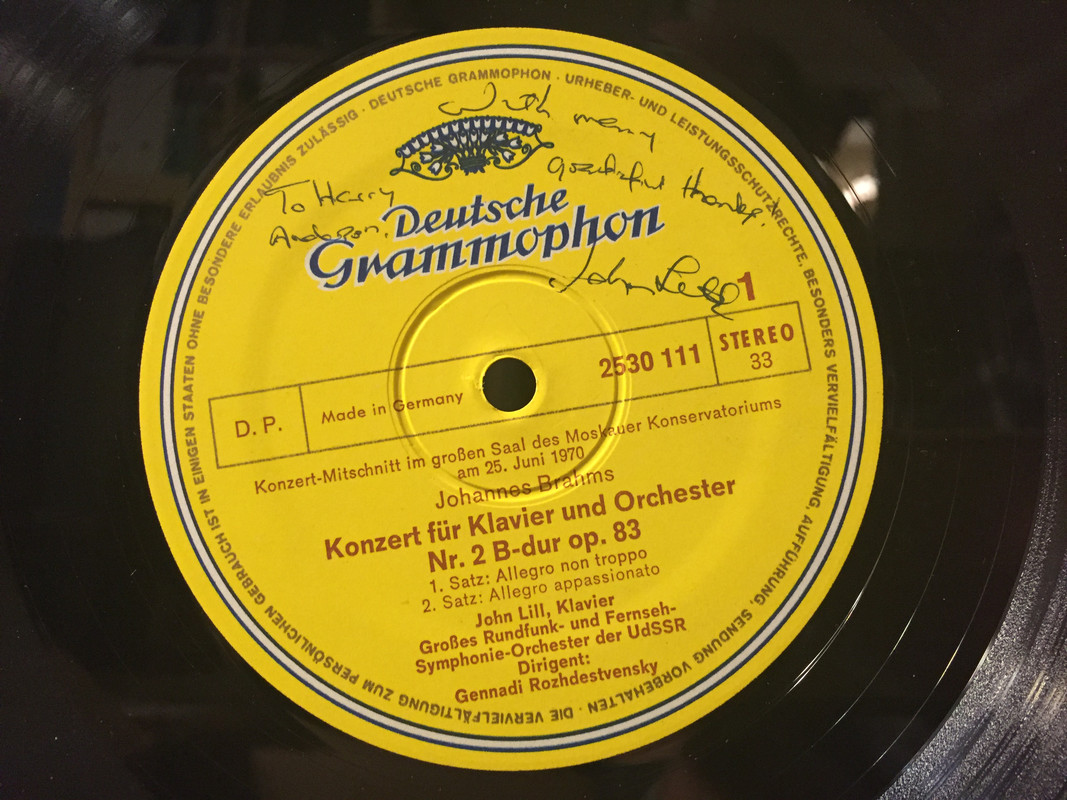 DEUTSCHE GRAMMOPHON · URHEBER- UND LEISTUNGSSCHUTZRECHTE, BESONDERS VERVIELFÄLTIGUNG, AUFFÜHRUNG, SENDUNG VORBEHALTEN · DIE VERVIELFÄLTIGUNG ZUM PERSÖNLICHEN GEBRAUCH IST IN EINIGEN STAATEN OHNE BESONDERE ERLAUBNIS ZULÄSSIG ·
With many
grateful thanks,
To Harry
Anderson,
Deutsche
Grammophon
John Lill
1
D. P.
Made in Germany
2530 111
STEREO
33
Konzert-Mitschnitt im großen Saal des Moskauer Konservatoriums
am 25. Juni 1970
Johannes Brahms
Konzert für Klavier und Orchester
Nr. 2 B-dur op. 83
1. Satz: Allegro non troppo
2. Satz: Allegro appassionato
John Lill, Klavier
Großes Rundfunk- und Fernseh-
Symphonie-Orchester der UdSSR
Dirigent:
Gennadi Rozhdestvensky